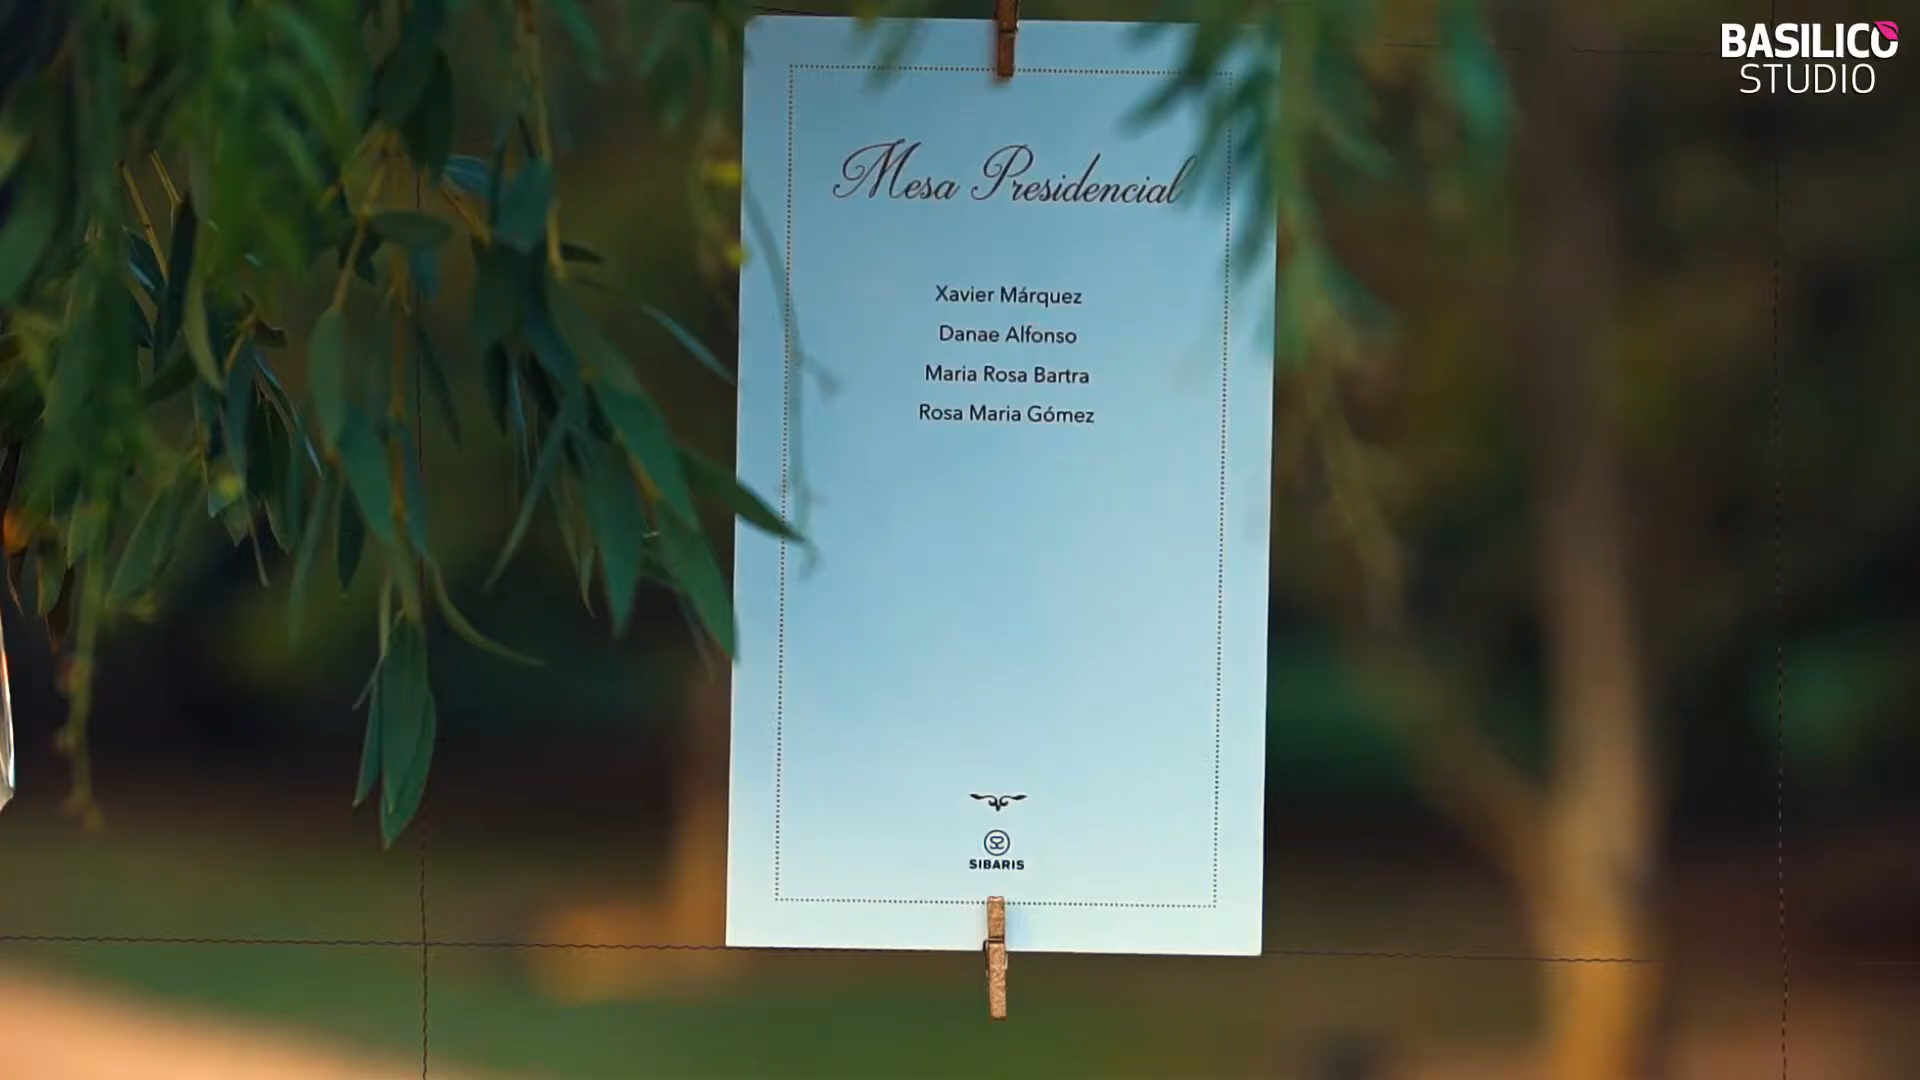 BASILICO
STUDIO
Mesa Presidencial
Xavier Márquez
Danae Alfonso
Maria Rosa Bartra
Rosa Maria Gómez
SIBARIS